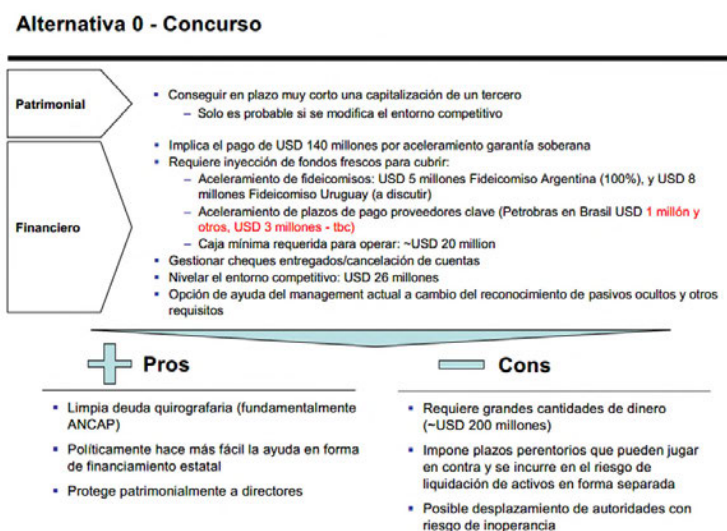 Alternativa 0 - Concurso
Patrimonial
Conseguir en plazo muy corto una capitalización de un tercero
– Solo es probable si se modifica el entorno competitivo
Financiero
Implica el pago de USD 140 millones por aceleramiento garantía soberana
Requiere inyección de fondos frescos para cubrir:
– Aceleramiento de fideicomisos: USD 5 millones Fideicomiso Argentina (100%), y USD 8
millones Fideicomiso Uruguay (a discutir)
– Aceleramiento de plazos de pago proveedores clave (Petrobras en Brasil USD 1 millón y
otros, USD 3 millones - tbc)
– Caja mínima requerida para operar: ~USD 20 million
Gestionar cheques entregados/cancelación de cuentas
Nivelar el entorno competitivo: USD 26 millones
Opción de ayuda del management actual a cambio del reconocimiento de pasivos ocultos y otros
requisitos
Pros
Limpia deuda quirografaria (fundamentalmente
ANCAP)
Políticamente hace más fácil la ayuda en forma
de financiamiento estatal
Protege patrimonialmente a directores
Cons
Requiere grandes cantidades de dinero
(~USD 200 millones)
Impone plazos perentorios que pueden jugar
en contra y se incurre en el riesgo de
liquidación de activos en forma separada
Posible desplazamiento de autoridades con
riesgo de inoperancia